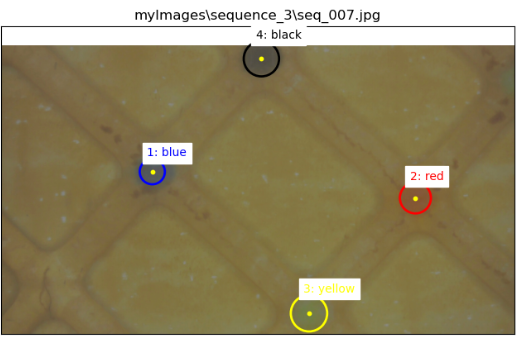 myImages\sequence_3\seq_007.jpg
4: black
1: blue
2: red
3: yellow